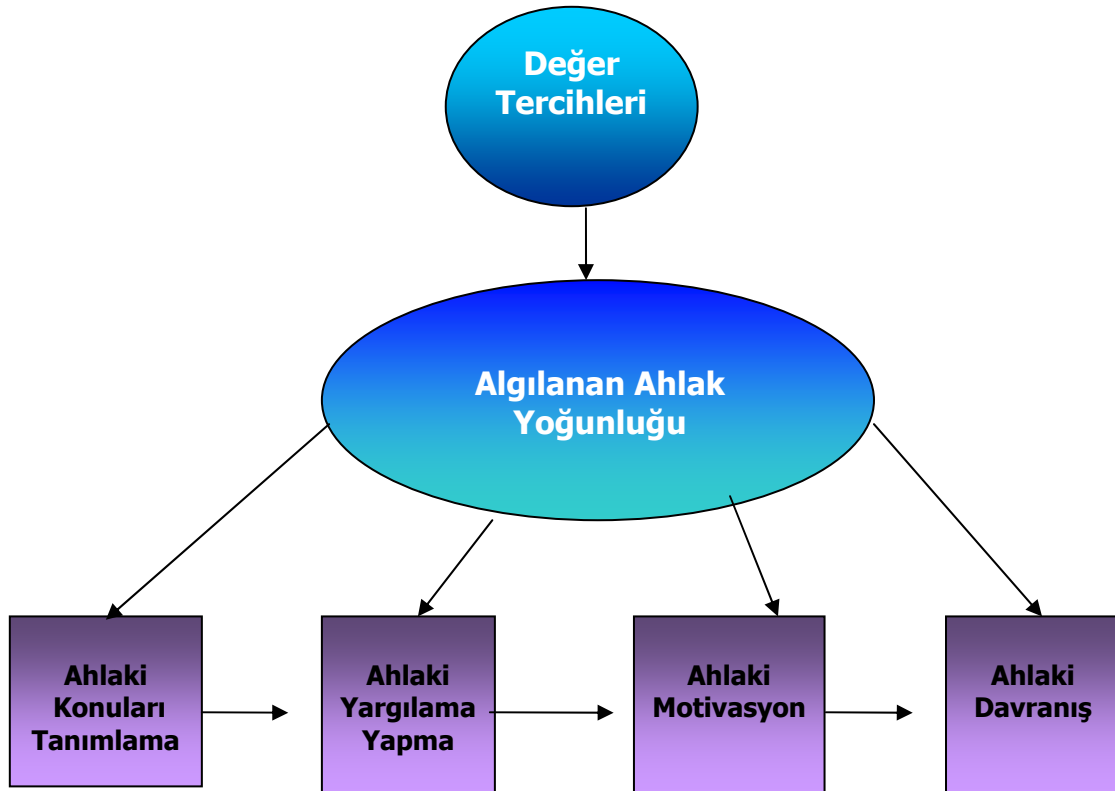 Değer
Tercihleri
Algılanan Ahlak
Yoğunluğu
Ahlaki
Konuları
Tanımlama
Ahlaki
Yargılama
Yapma
Ahlaki
Motivasyon
Ahlaki
Davranış